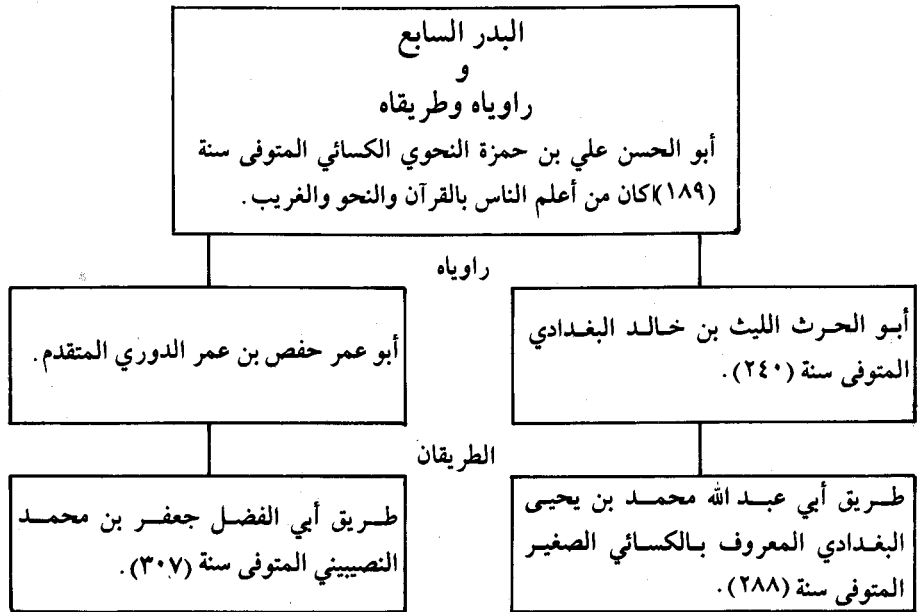 البدر السابع
و
راوياه وطريقاه
أبو الحسن علي بن حمزة النحوي الكسائي المتوفى سنة
(١٨٩)كان من أعلم الناس بالقرآن والنحو والغريب.
راوياه
أبو الحرث الليث بن خالد البغدادي
المتوفى سنة (٢٤٠).
أبو عمر حفص بن عمر الدوري المتقدم.
الطريقان
طريق أبي عبد الله محمد بن يحيى
البغدادي المعروف بالكسائي الصغير
المتوفى سنة (٢٨٨).
طريق أبي الفضل جعفر بن محمد
النصيبيني المتوفى سنة (٣٠٧).